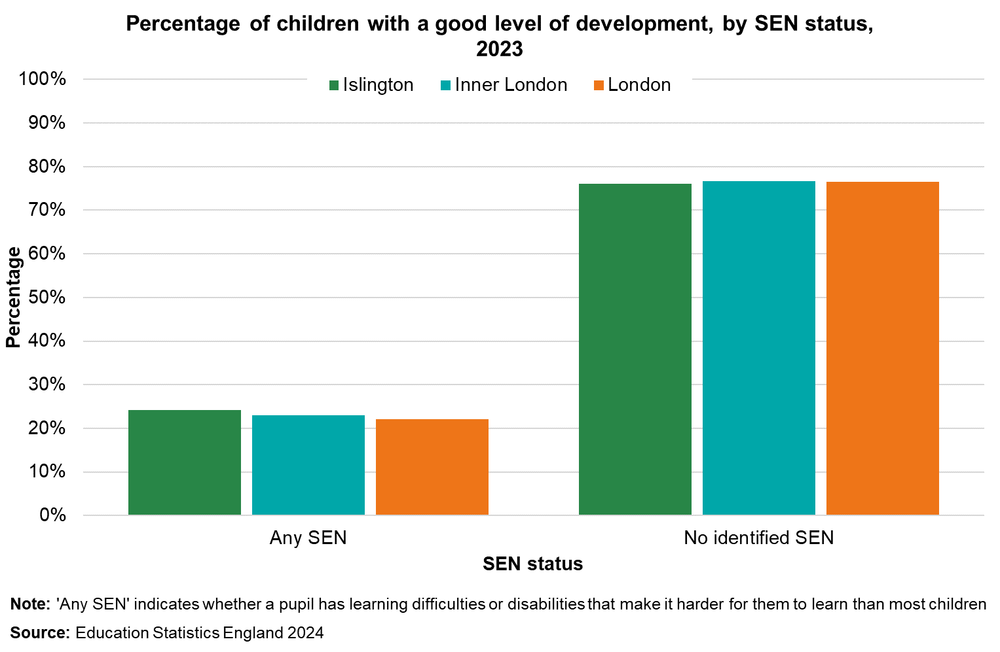 Percentage of children with a good level of development, by SEN status,
2023
Islington
Inner London
London
100%
90%
80%
70%
60%
50%
40%
30%
20%
10%
0%
Percentage
Any SEN
No identified SEN
SEN status
Note: 'Any SEN' indicates whether a pupil has learning difficulties or disabilities that make it harder for them to learn than most children
Source: Education Statistics England 2024